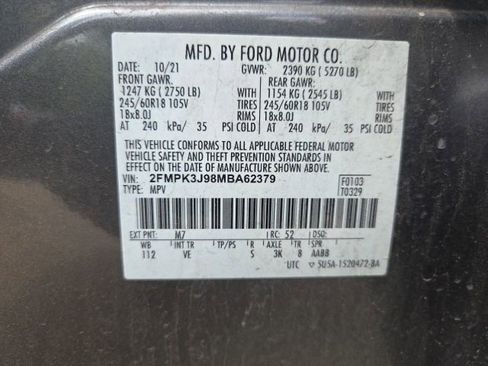 MFD. BY FORD MOTOR CO.
DATE: 10/21 GVWR: 2390 KG ( 5270 LB)
FRONT GAWR: REAR GAWR:
1247 KG ( 2750 LB) WITH 1154 KG ( 2545 LB) WITH
245/60R18 105V TIRES 245/60R18 105V TIRES
18x8.0J RIMS 18x8.0J RIMS
AT 240 kPa/ 35 PSI COLD AT 240 kPa/ 35 PSI COLD
THIS VEHICLE CONFORMS TO ALL APPLICABLE FEDERAL MOTOR
VEHICLE SAFETY AND THEFT PREVENTION STANDARDS IN
EFFECT ON THE DATE OF MANUFACTURE SHOWN ABOVE.
VIN: 2FMPK3J98MBA62379 F0103
TYPE: MPV T0329
EXT PNT: M7 RC: 52 DSO:
WB INT TR TP/PS R AXLE TR SPR
112 VE 5 3K 8 AABB
UTC ▽ 5U5A-1520472-BA